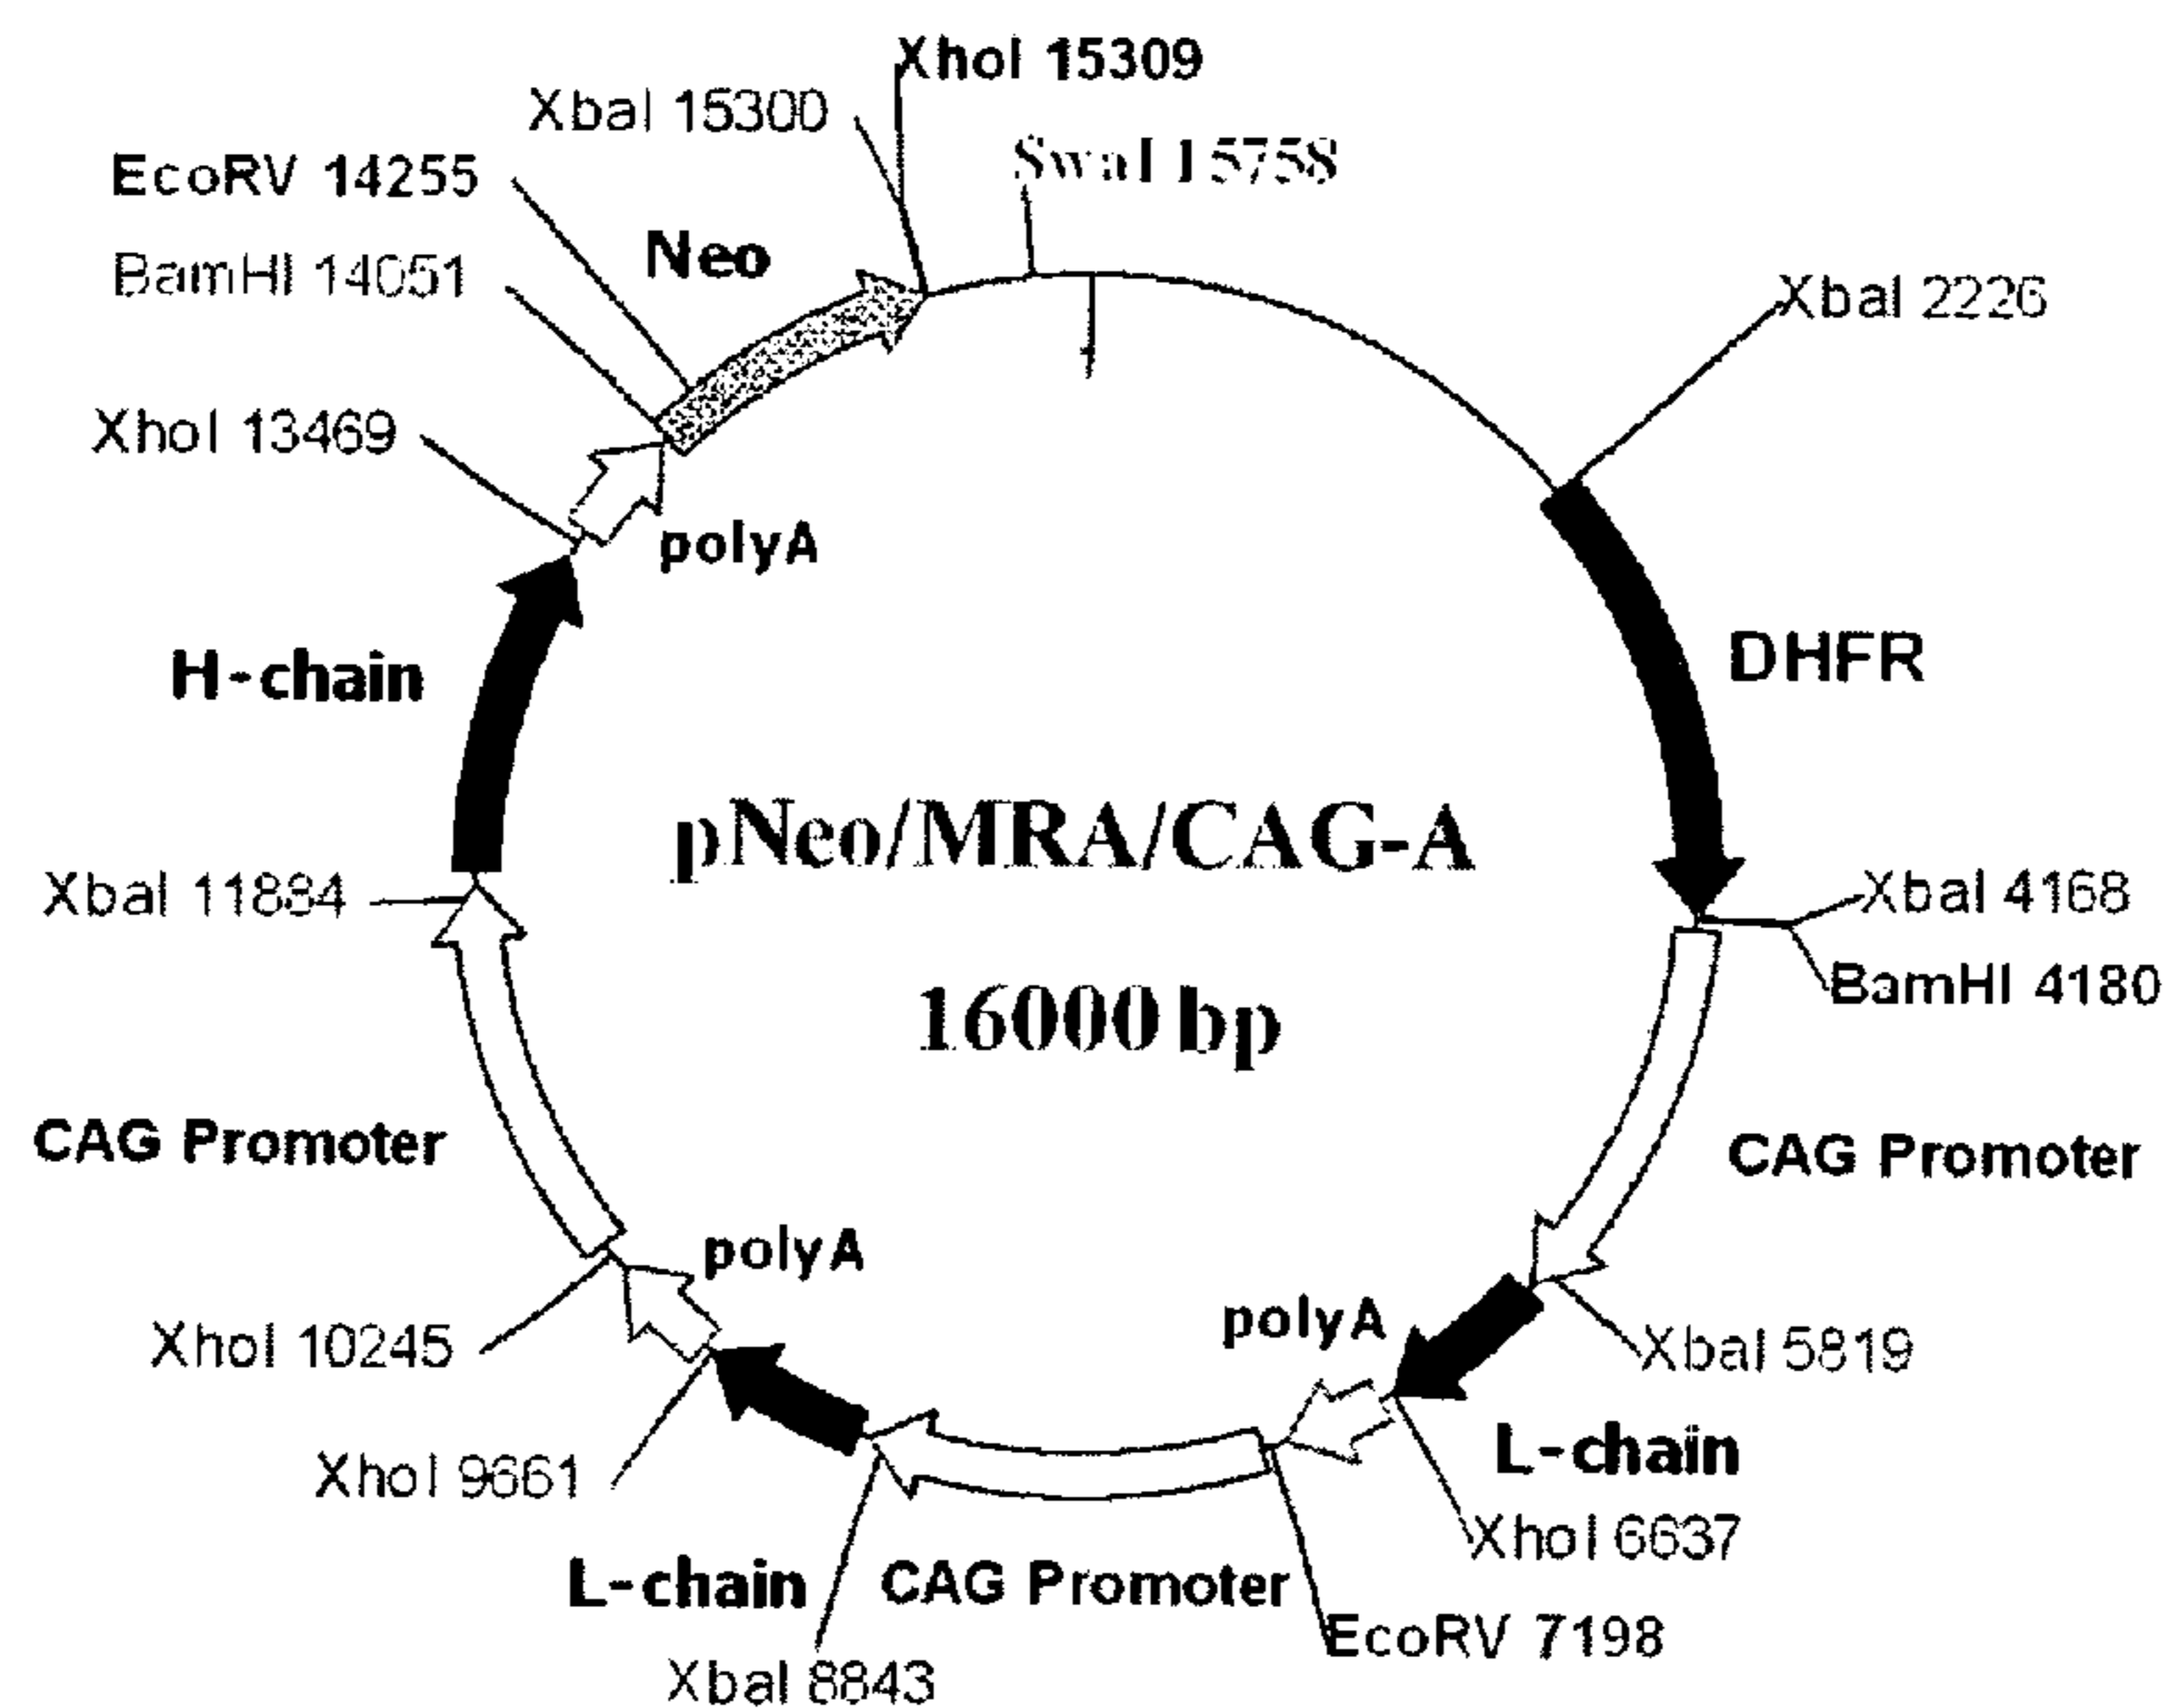 XhoI 15309
XbaI 15300
SwaI 15758
EcoRV 14255
Neo
BamHI 14051
XbaI 2226
XhoI 13469
polyA
DHFR
H-chain
pNeo/MRA/CAG-A
XbaI 11884
XbaI 4168
16000 bp
BamHI 4180
CAG Promoter
CAG Promoter
polyA
polyA
XhoI 10245
XbaI 5819
L-chain
XhoI 9661
XhoI 6637
L-chain
CAG Promoter
EcoRV 7198
XbaI 8843